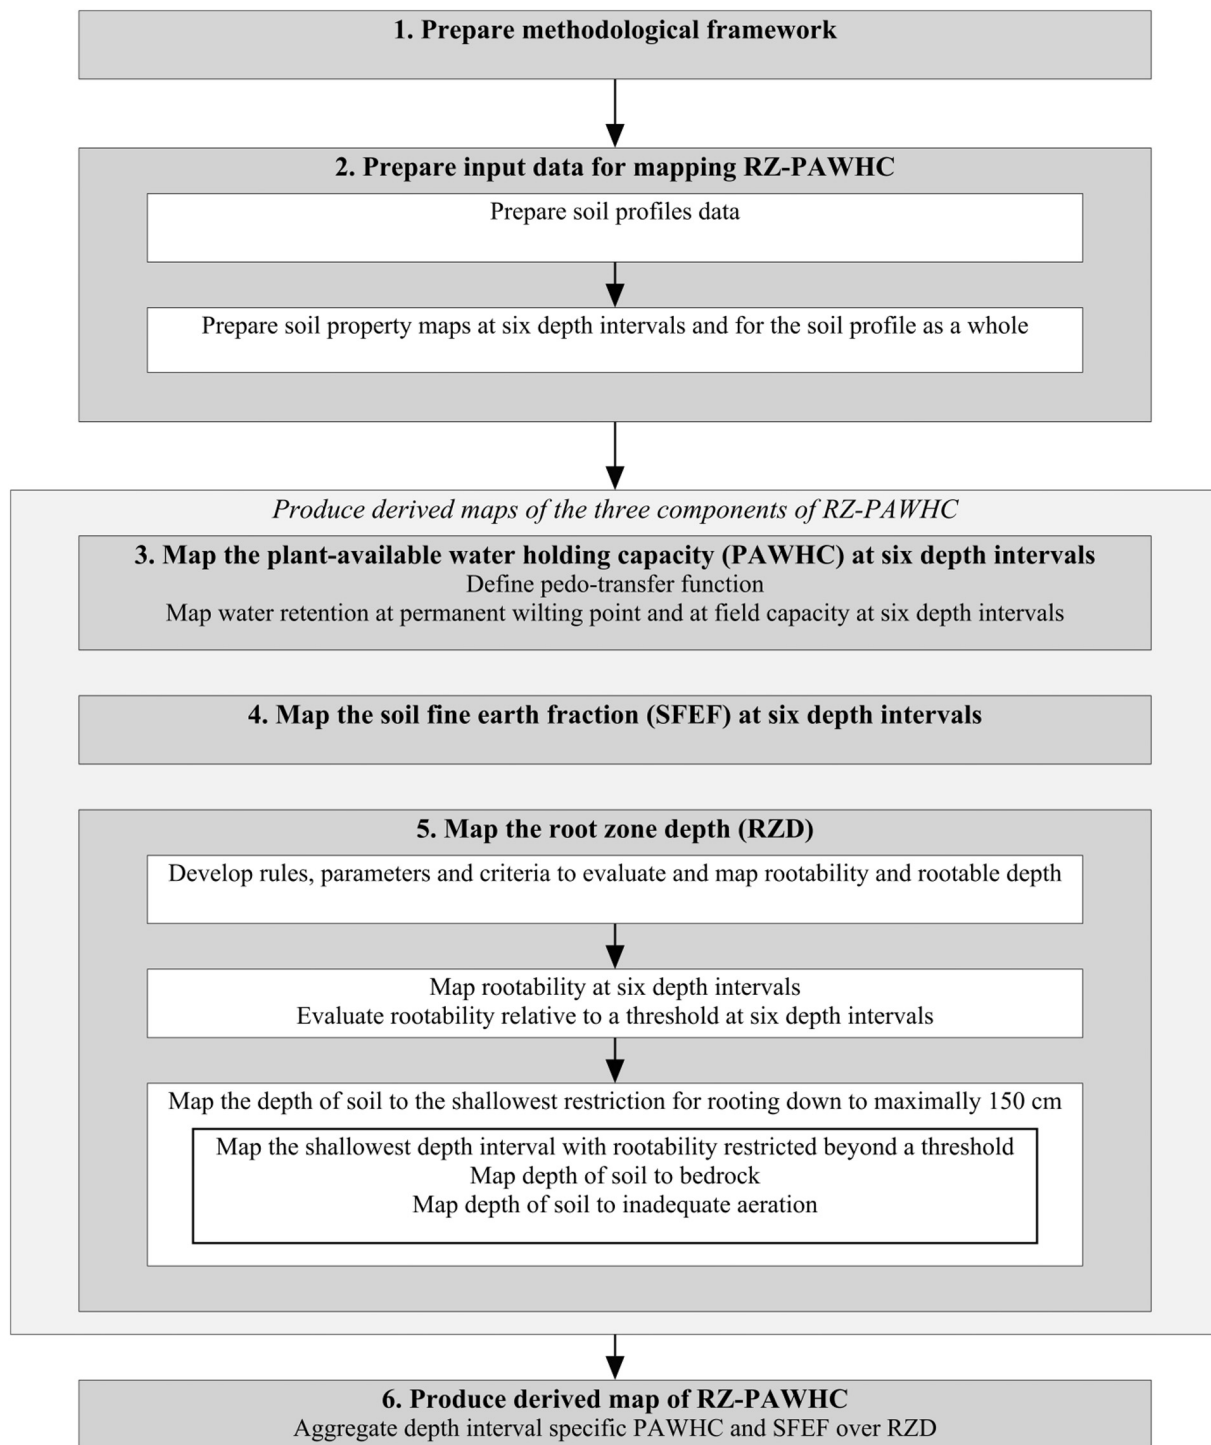 1. Prepare methodological framework
2. Prepare input data for mapping RZ-PAWHC
Prepare soil profiles data
Prepare soil property maps at six depth intervals and for the soil profile as a whole
Produce derived maps of the three components of RZ-PAWHC
3. Map the plant-available water holding capacity (PAWHC) at six depth intervals
Define pedo-transfer function
Map water retention at permanent wilting point and at field capacity at six depth intervals
4. Map the soil fine earth fraction (SFEF) at six depth intervals
5. Map the root zone depth (RZD)
Develop rules, parameters and criteria to evaluate and map rootability and rootable depth
Map rootability at six depth intervals
Evaluate rootability relative to a threshold at six depth intervals
Map the depth of soil to the shallowest restriction for rooting down to maximally 150 cm
Map the shallowest depth interval with rootability restricted beyond a threshold
Map depth of soil to bedrock
Map depth of soil to inadequate aeration
6. Produce derived map of RZ-PAWHC
Aggregate depth interval specific PAWHC and SFEF over RZD